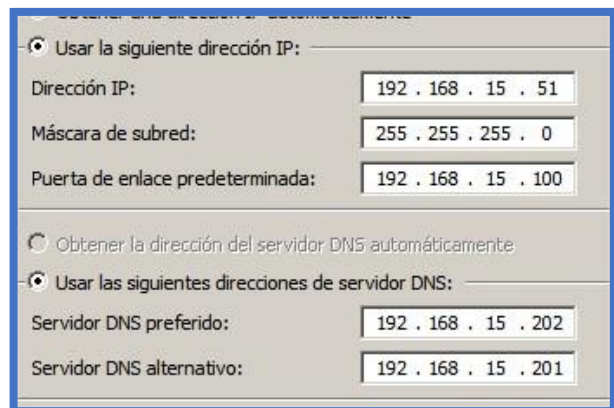 Usar la siguiente dirección IP:
Dirección IP: 192 . 168 . 15 . 51
Máscara de subred: 255 . 255 . 255 . 0
Puerta de enlace predeterminada: 192 . 168 . 15 . 100
Obtener la dirección del servidor DNS automáticamente
Usar las siguientes direcciones de servidor DNS:
Servidor DNS preferido: 192 . 168 . 15 . 202
Servidor DNS alternativo: 192 . 168 . 15 . 201